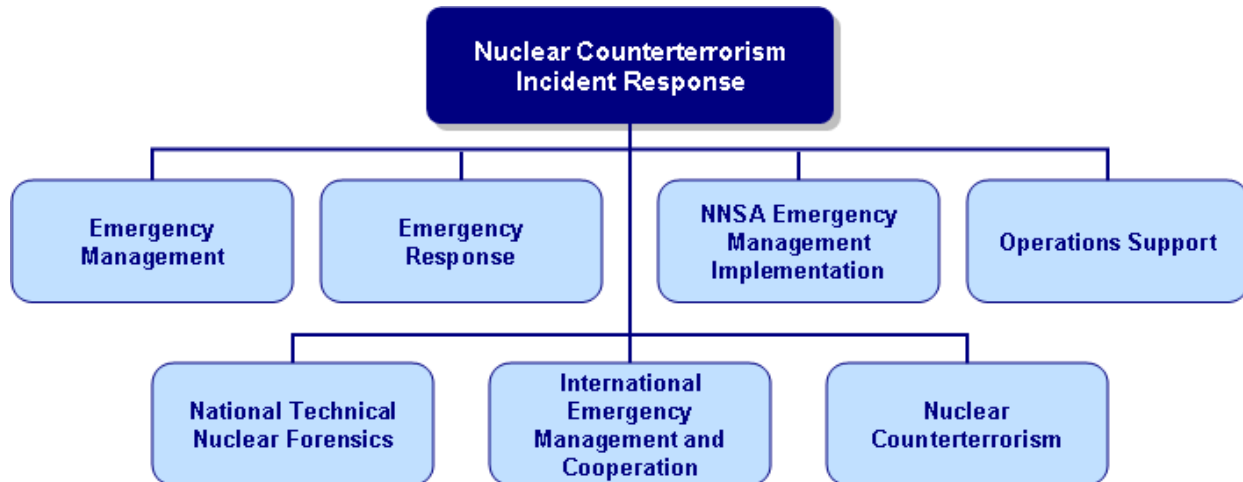 Nuclear Counterterrorism
Incident Response
Emergency
Management
Emergency
Response
NNSA Emergency
Management
Implementation
Operations Support
National Technical
Nuclear Forensics
International
Emergency
Management and
Cooperation
Nuclear
Counterterrorism